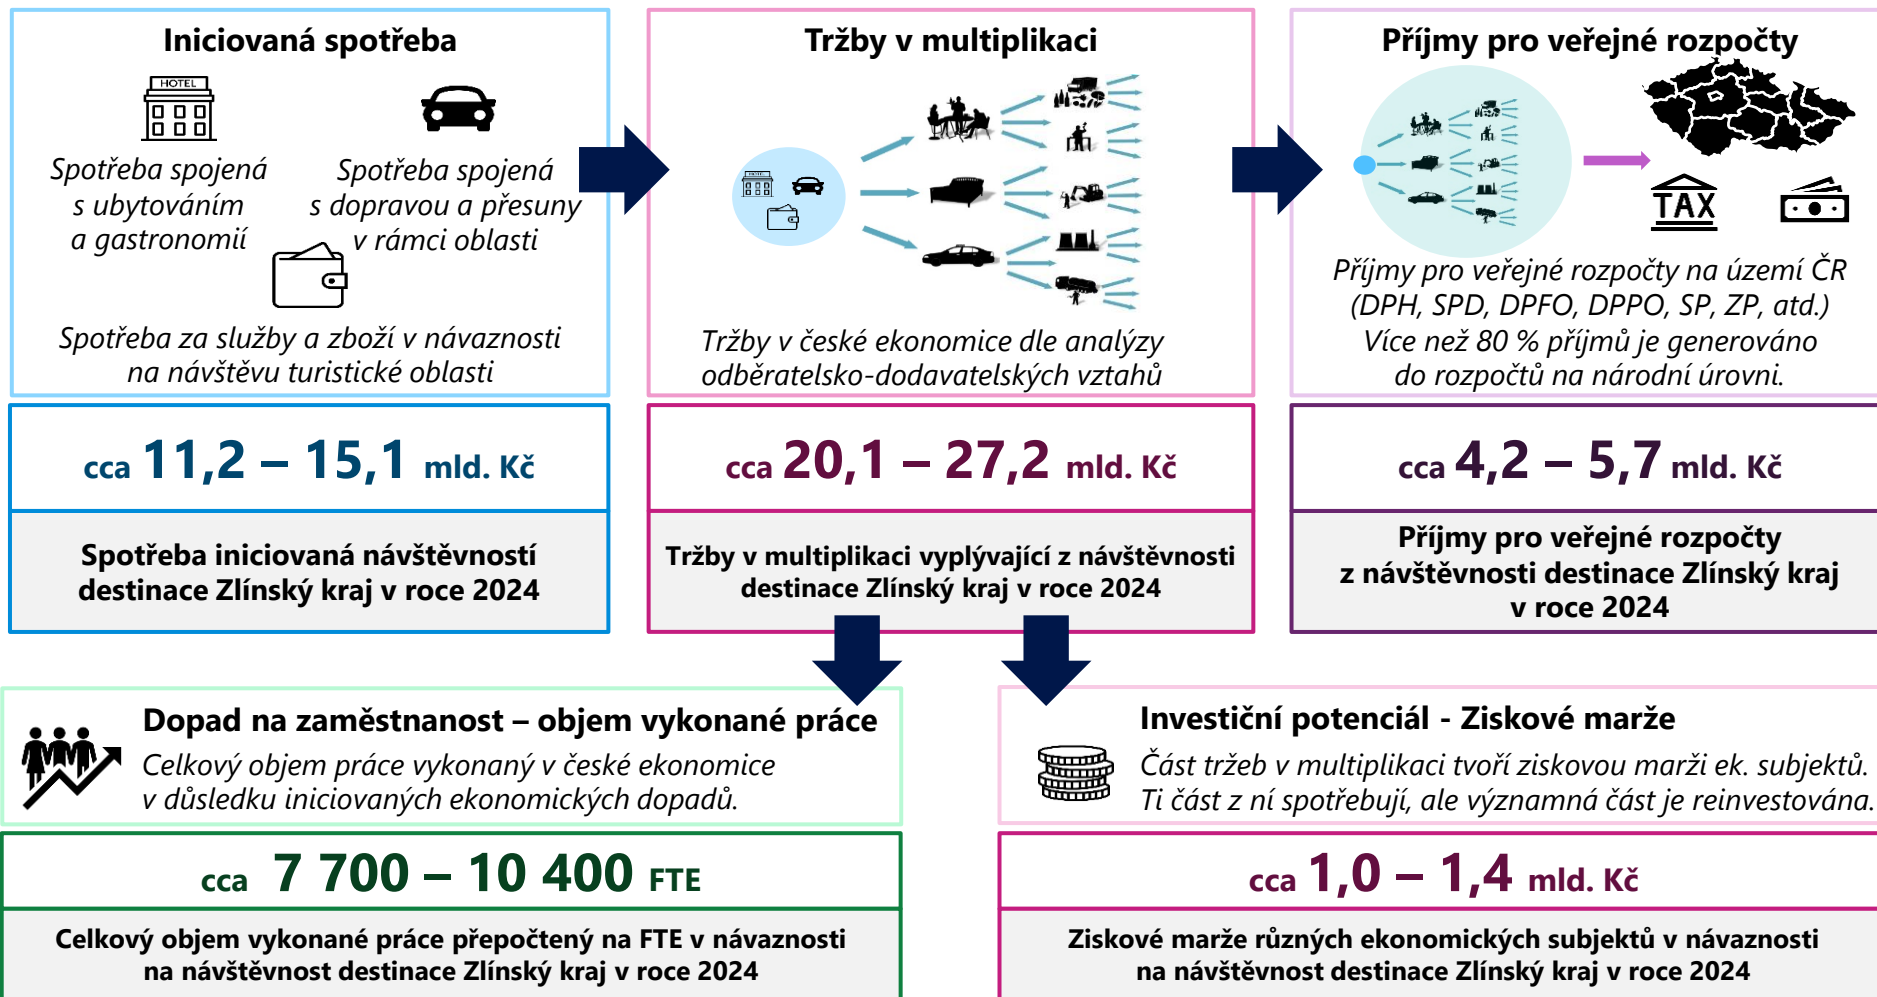 Iniciovaná spotřeba
HOTEL
Spotřeba spojená
s ubytováním
a gastronomií
Spotřeba spojená
s dopravou a přesuny
v rámci oblasti
Spotřeba za služby a zboží v návaznosti
na návštěvu turistické oblasti
cca 11,2 – 15,1 mld. Kč
Spotřeba iniciovaná návštěvností
destinace Zlínský kraj v roce 2024
Tržby v multiplikaci
HOTEL
Tržby v české ekonomice dle analýzy
odběratelsko-dodavatelských vztahů
cca 20,1 – 27,2 mld. Kč
Tržby v multiplikaci vyplývající z návštěvnosti
destinace Zlínský kraj v roce 2024
Příjmy pro veřejné rozpočty
TAX
Příjmy pro veřejné rozpočty na území ČR
(DPH, SPD, DPFO, DPPO, SP, ZP, atd.)
Více než 80 % příjmů je generováno
do rozpočtů na národní úrovni.
cca 4,2 – 5,7 mld. Kč
Příjmy pro veřejné rozpočty
z návštěvnosti destinace Zlínský kraj
v roce 2024
Dopad na zaměstnanost – objem vykonané práce
Celkový objem práce vykonaný v české ekonomice
v důsledku iniciovaných ekonomických dopadů.
cca 7 700 – 10 400 FTE
Celkový objem vykonané práce přepočtený na FTE v návaznosti
na návštěvnost destinace Zlínský kraj v roce 2024
Investiční potenciál - Ziskové marže
Část tržeb v multiplikaci tvoří ziskovou marži ek. subjektů.
Ti část z ní spotřebují, ale významná část je reinvestována.
cca 1,0 – 1,4 mld. Kč
Ziskové marže různých ekonomických subjektů v návaznosti
na návštěvnost destinace Zlínský kraj v roce 2024